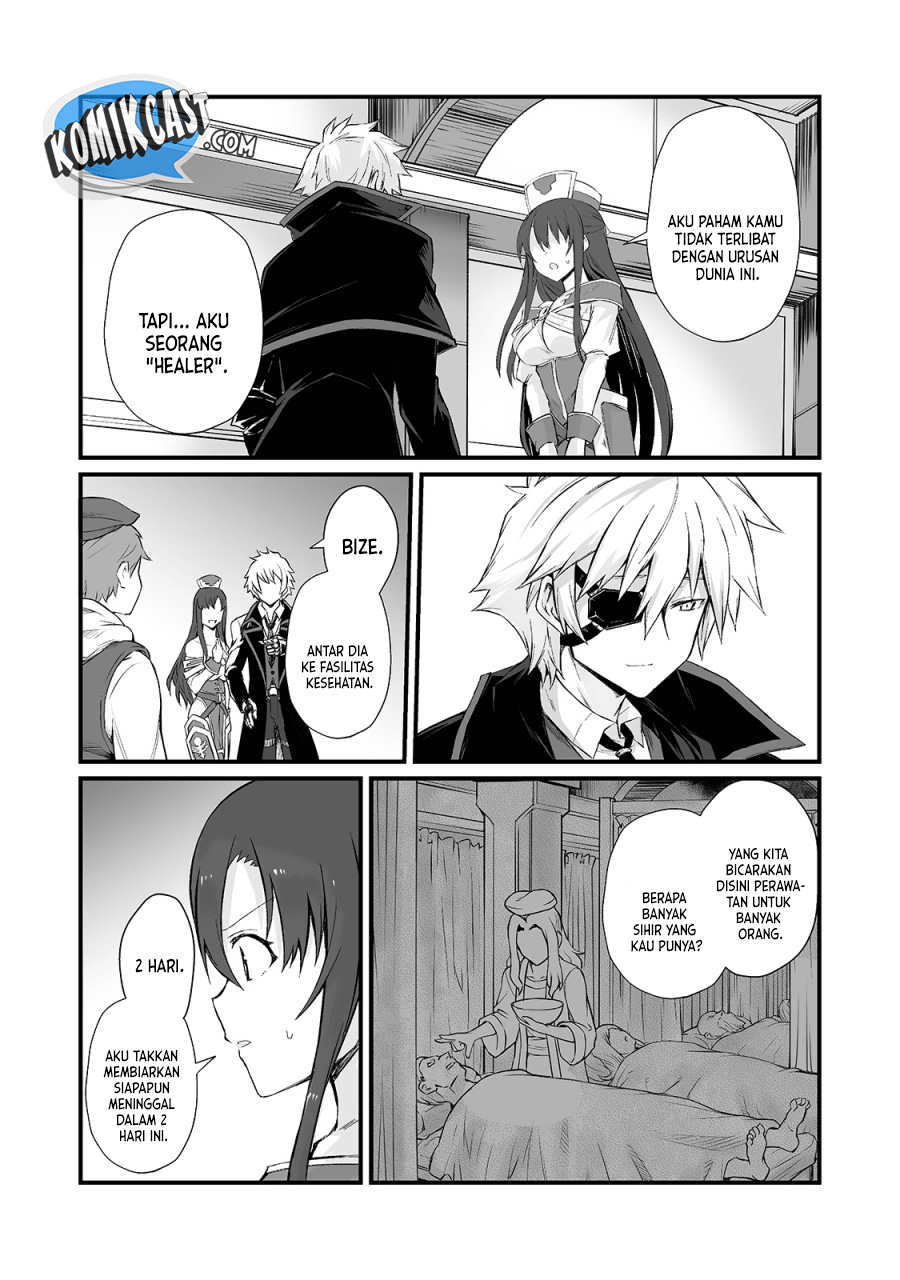 KOMIKCAST
.COM
AKU PAHAM KAMU
TIDAK TERLIBAT
DENGAN URUSAN
DUNIA INI.
TAPI... AKU
SEORANG
"HEALER".
BIZE.
ANTAR DIA
KE FASILITAS
KESEHATAN.
YANG KITA
BICARAKAN
DISINI PERAWA-
TAN UNTUK
BANYAK
ORANG.
BERAPA
BANYAK
SIHIR YANG
KAU PUNYA?
2 HARI.
AKU TAKKAN
MEMBIARKAN
SIAPAPUN
MENINGGAL
DALAM 2
HARI INI.